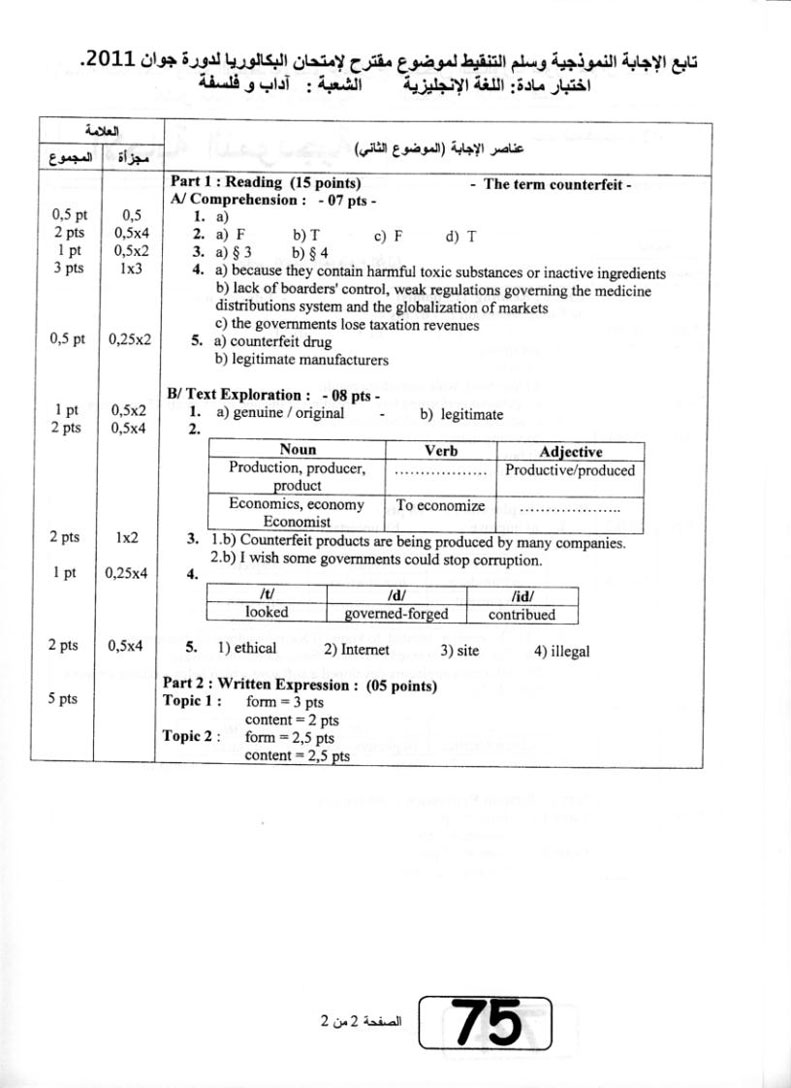 تابع الإجابة النموذجية وسلم التنقيط لموضوع مقترح لإمتحان البكالوريا لدورة جوان 2011.
اختبار مادة: اللغة الإنجليزية الشعبة : آداب و فلسفة
العلامة
عناصر الإجابة (الموضوع الثاني)
مجزأة المجموع
Part 1 : Reading (15 points) - The term counterfeit -
A/ Comprehension : - 07 pts -
0,5 pt 0,5 1. a)
2 pts 0,5x4 2. a) F b) T c) F d) T
1 pt 0,5x2 3. a) § 3 b) § 4
3 pts 1x3 4. a) because they contain harmful toxic substances or inactive ingredients
b) lack of boarders' control, weak regulations governing the medicine
distributions system and the globalization of markets
c) the governments lose taxation revenues
0,5 pt 0,25x2 5. a) counterfeit drug
b) legitimate manufacturers
B/ Text Exploration : - 08 pts -
1 pt 0,5x2 1. a) genuine / original - b) legitimate
2 pts 0,5x4 2.
Noun Verb Adjective
Production, producer, .................. Productive/produced
product
Economics, economy To economize ....................
Economist
2 pts 1x2 3. 1.b) Counterfeit products are being produced by many companies.
2.b) I wish some governments could stop corruption.
1 pt 0,25x4 4.
/t/ /d/ /id/
looked governed-forged contribued
2 pts 0,5x4 5. 1) ethical 2) Internet 3) site 4) illegal
Part 2 : Written Expression : (05 points)
5 pts Topic 1 : form = 3 pts
content = 2 pts
Topic 2 : form = 2,5 pts
content = 2,5 pts
الصفحة 2 من 2
75